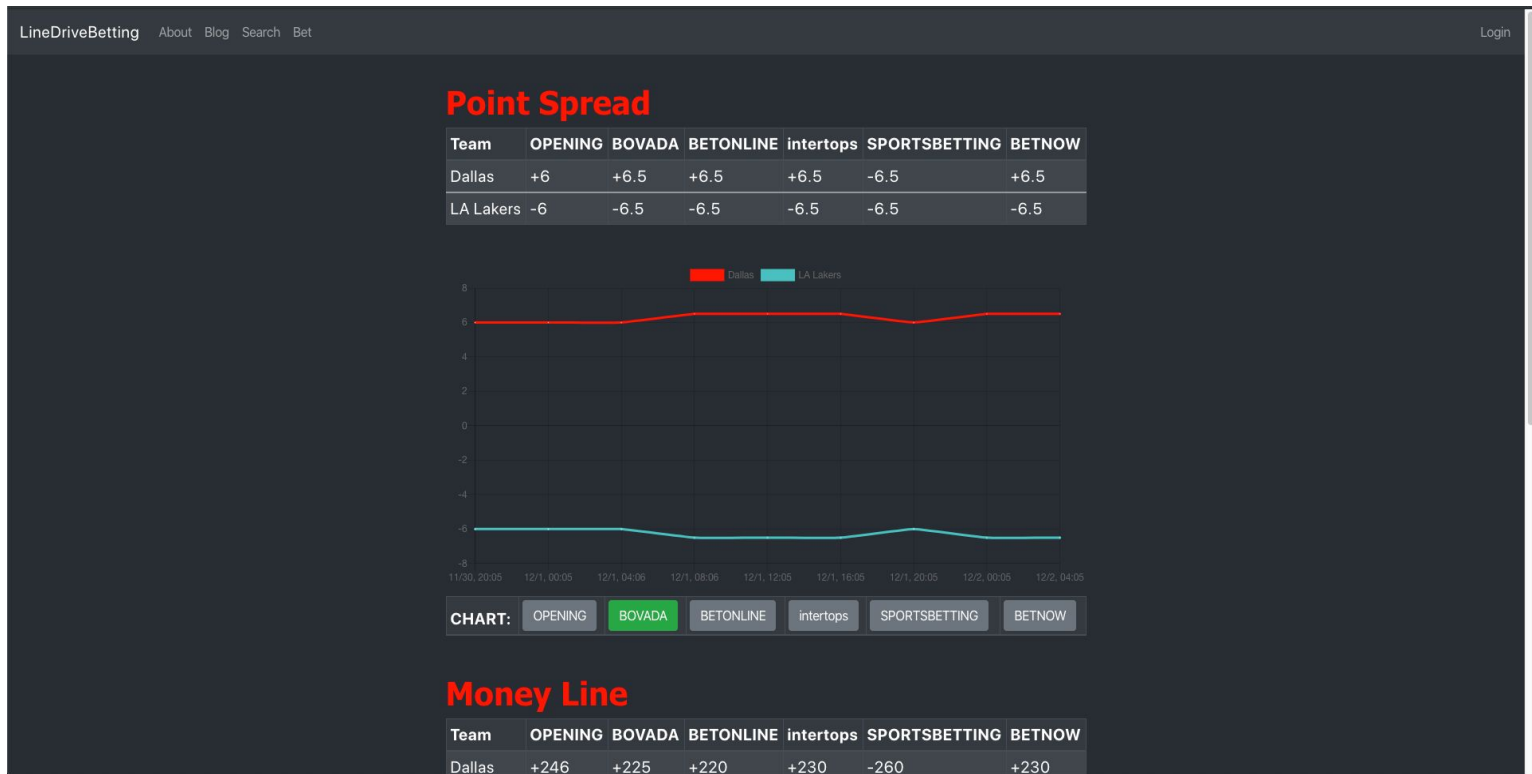 LineDriveBetting About Blog Search Bet Login
Point Spread
Team OPENING BOVADA BETONLINE intertops SPORTSBETTING BETNOW
Dallas +6 +6.5 +6.5 +6.5 -6.5 +6.5
LA Lakers -6 -6.5 -6.5 -6.5 -6.5 -6.5
Dallas LA Lakers
8
6
4
2
0
-2
-4
-6
-8
11/30, 20:05 12/1, 00:05 12/1, 04:06 12/1, 08:06 12/1, 12:05 12/1, 16:05 12/1, 20:05 12/2, 00:05 12/2, 04:05
CHART: OPENING BOVADA BETONLINE intertops SPORTSBETTING BETNOW
Money Line
Team OPENING BOVADA BETONLINE intertops SPORTSBETTING BETNOW
Dallas +246 +225 +220 +230 -260 +230